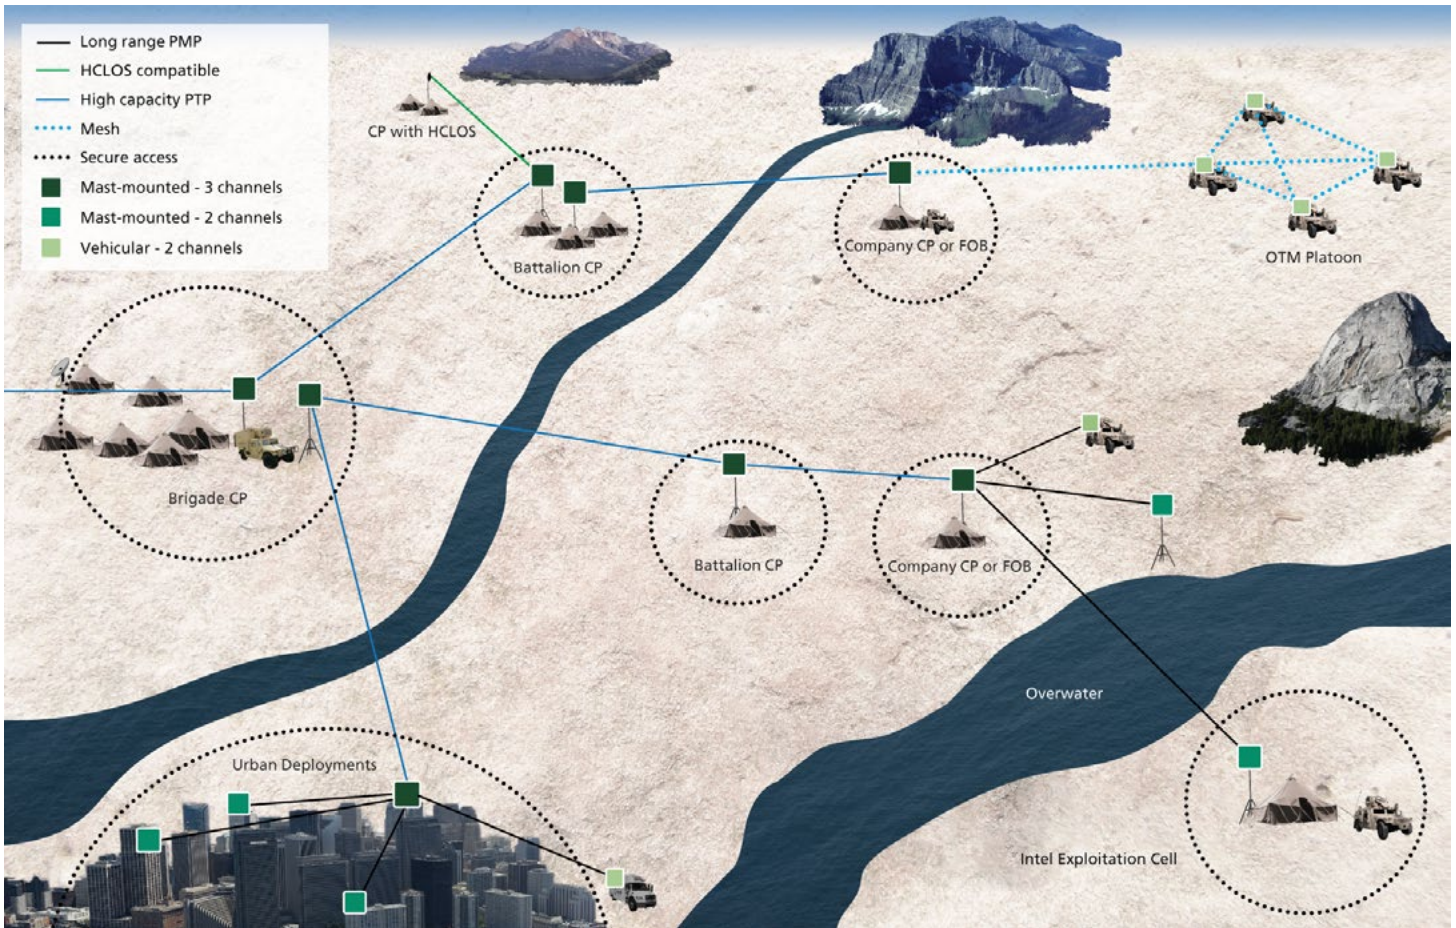 Long range PMP
HCLOS compatible
High capacity PTP
Mesh
Secure access
Mast-mounted - 3 channels
Mast-mounted - 2 channels
Vehicular - 2 channels
CP with HCLOS
Battalion CP
Company CP or FOB
OTM Platoon
Brigade CP
Battalion CP
Company CP or FOB
Overwater
Urban Deployments
Intel Exploitation Cell